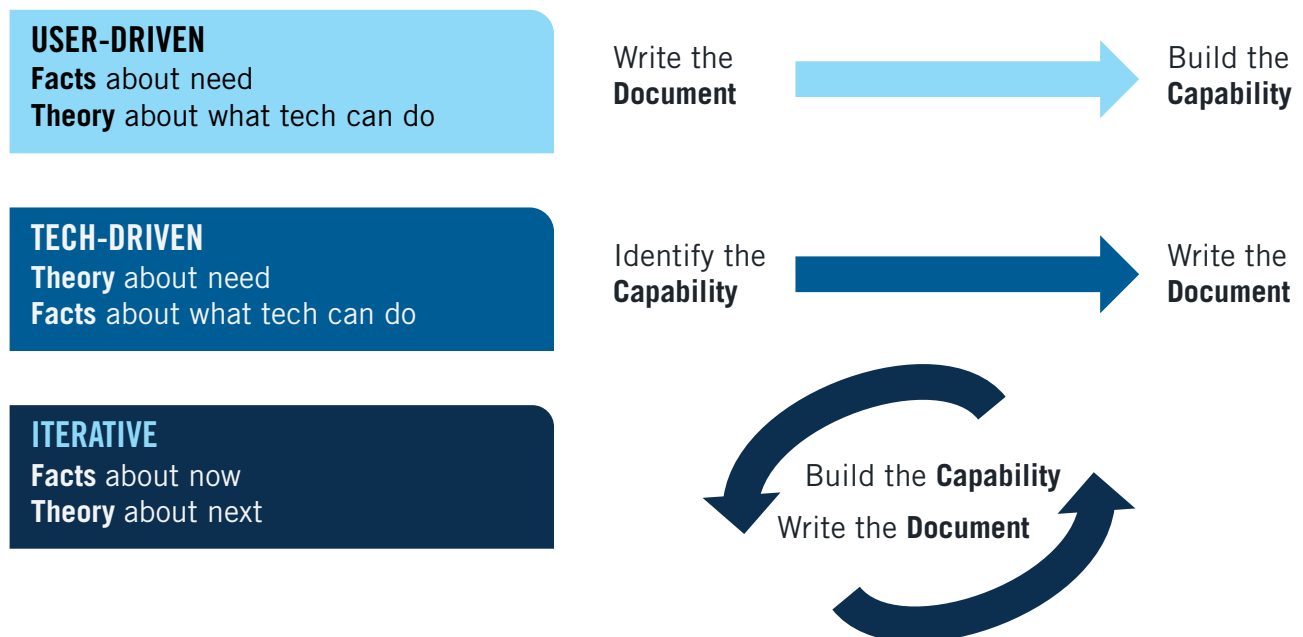 USER-DRIVEN
Facts about need
Theory about what tech can do
Write the
Document
Build the
Capability
TECH-DRIVEN
Theory about need
Facts about what tech can do
Identify the
Capability
Write the
Document
ITERATIVE
Facts about now
Theory about next
Build the Capability
Write the Document